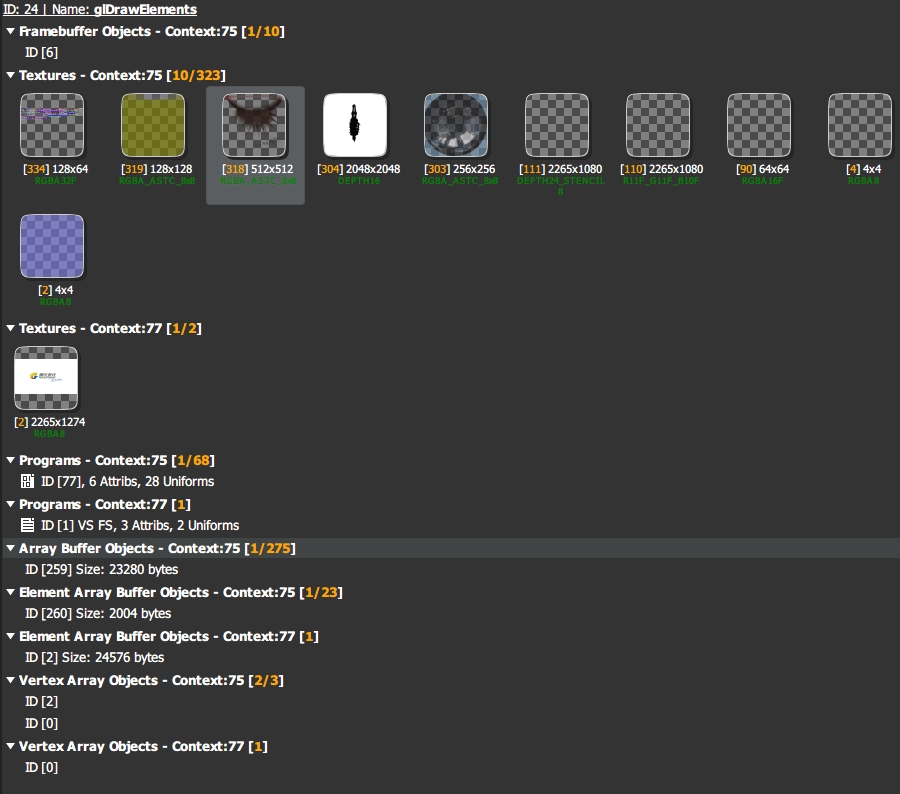 ID: 24 | Name: glDrawElements
Framebuffer Objects - Context:75 [1/10]
ID [6]
Textures - Context:75 [10/323]
[334] 128x64
RGBA32F
[319] 128x128
RGBA_ASTC_8x8
[318] 512x512
RGBA_ASTC_8x8
[304] 2048x2048
DEPTH16
[303] 256x256
RGBA_ASTC_8x8
[111] 2265x1080
DEPTH24_STENCIL
8
[110] 2265x1080
R11F_G11F_B10F
[90] 64x64
RGBA16F
[4] 4x4
RGBA8
[2] 4x4
RGBA8
Textures - Context:77 [1/2]
[2] 2265x1274
RGBA8
Programs - Context:75 [1/68]
ID [77], 6 Attribs, 28 Uniforms
Programs - Context:77 [1]
ID [1] VS FS, 3 Attribs, 2 Uniforms
Array Buffer Objects - Context:75 [1/275]
ID [259] Size: 23280 bytes
Element Array Buffer Objects - Context:75 [1/23]
ID [260] Size: 2004 bytes
Element Array Buffer Objects - Context:77 [1]
ID [2] Size: 24576 bytes
Vertex Array Objects - Context:75 [2/3]
ID [2]
ID [0]
Vertex Array Objects - Context:77 [1]
ID [0]